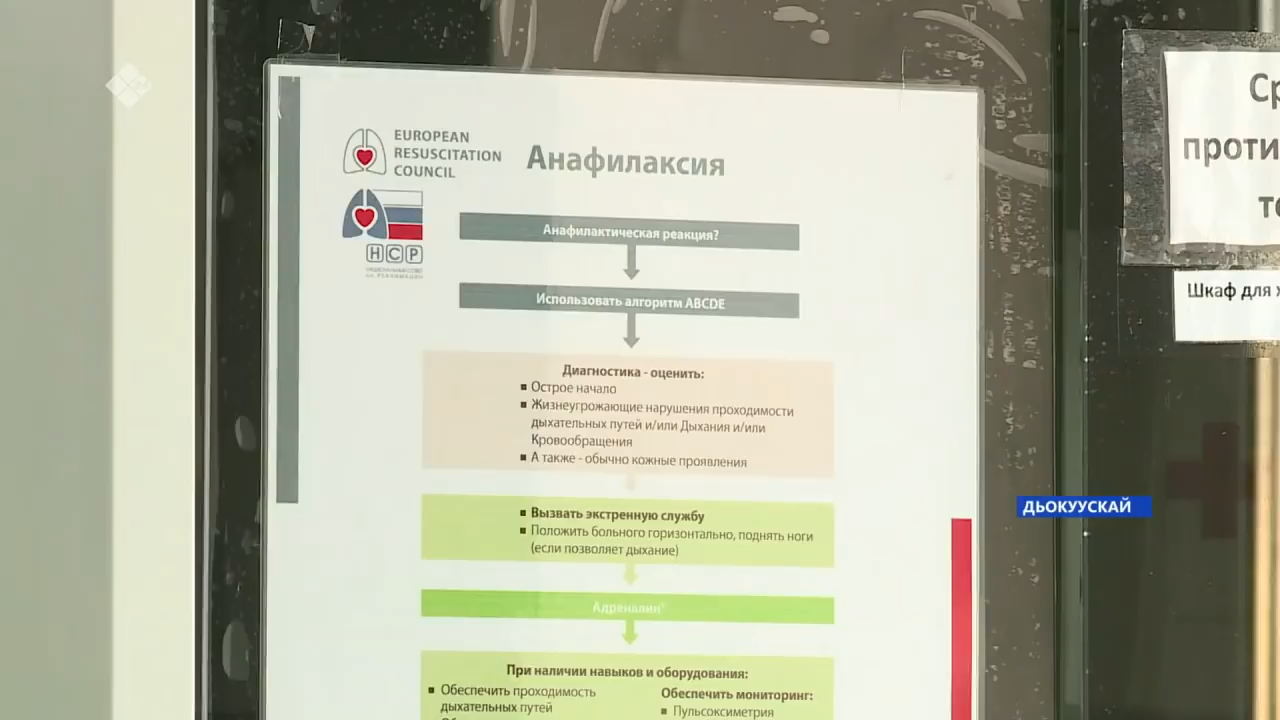 EUROPEAN
RESUSCITATION
COUNCIL
Анафилаксия
НСР
Анафилактическая реакция?
Использовать алгоритм ABCDE
Диагностика - оценить:
▪ Острое начало
▪ Жизнеугрожающие нарушения проходимости
дыхательных путей и/или Дыхания и/или
Кровообращения
▪ А также - обычно кожные проявления
▪ Вызвать экстренную службу
▪ Положить больного горизонтально, поднять ноги
(если позволяет дыхание)
Адреналин
При наличии навыков и оборудования:
▪ Обеспечить проходимость
дыхательных путей
Обеспечить мониторинг:
▪ Пульсоксиметрия
Ср
проти
Шкаф для
ДЬОКУУСКАЙ